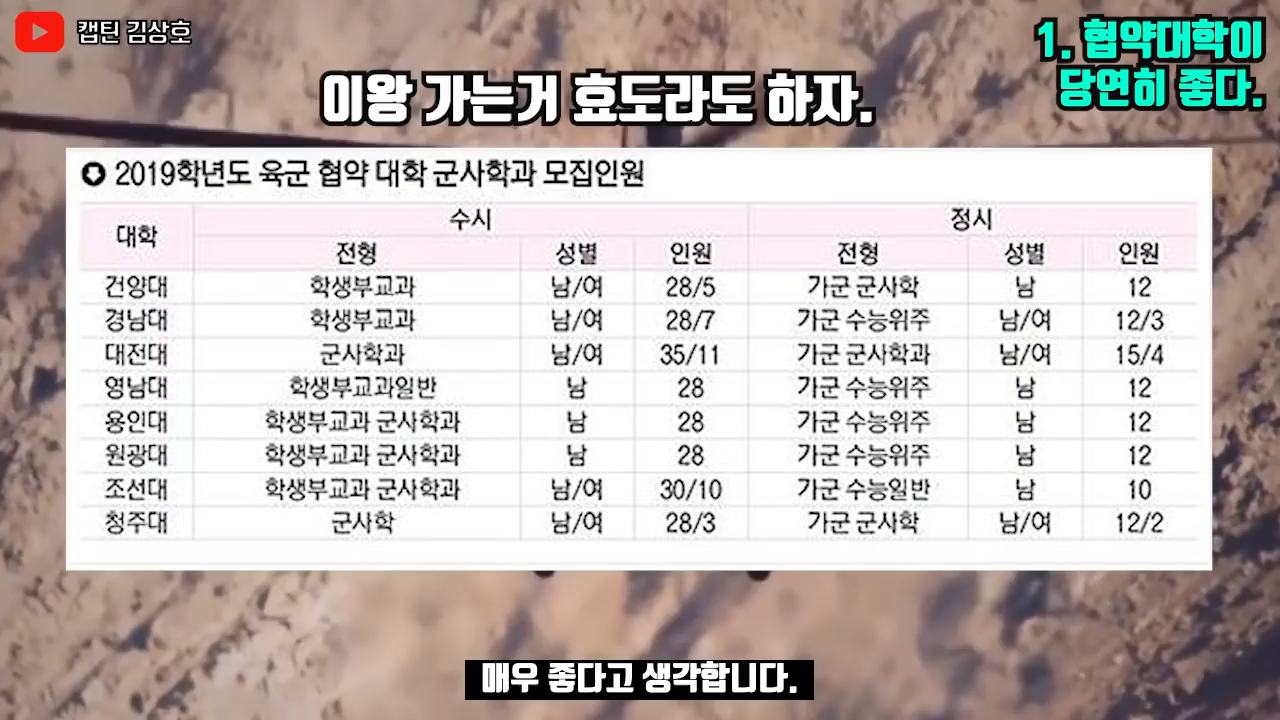 캡틴 김상호
1. 협약대학이
당연히 좋다.
이왕 가는거 효도라도 하자.
2019학년도 육군 협약 대학 군사학과 모집인원
대학 수시 정시
전형 성별 인원 전형 성별 인원
건양대 학생부교과 남/여 28/5 가군 군사학 남 12
경남대 학생부교과 남/여 28/7 가군 수능위주 남/여 12/3
대전대 군사학과 남/여 35/11 가군 군사학과 남/여 15/4
영남대 학생부교과일반 남 28 가군 수능위주 남 12
용인대 학생부교과 군사학과 남 28 가군 수능위주 남 12
원광대 학생부교과 군사학과 남 28 가군 수능위주 남 12
조선대 학생부교과 군사학과 남/여 30/10 가군 수능일반 남 10
청주대 군사학 남/여 28/3 가군 군사학 남/여 12/2
매우 좋다고 생각합니다.